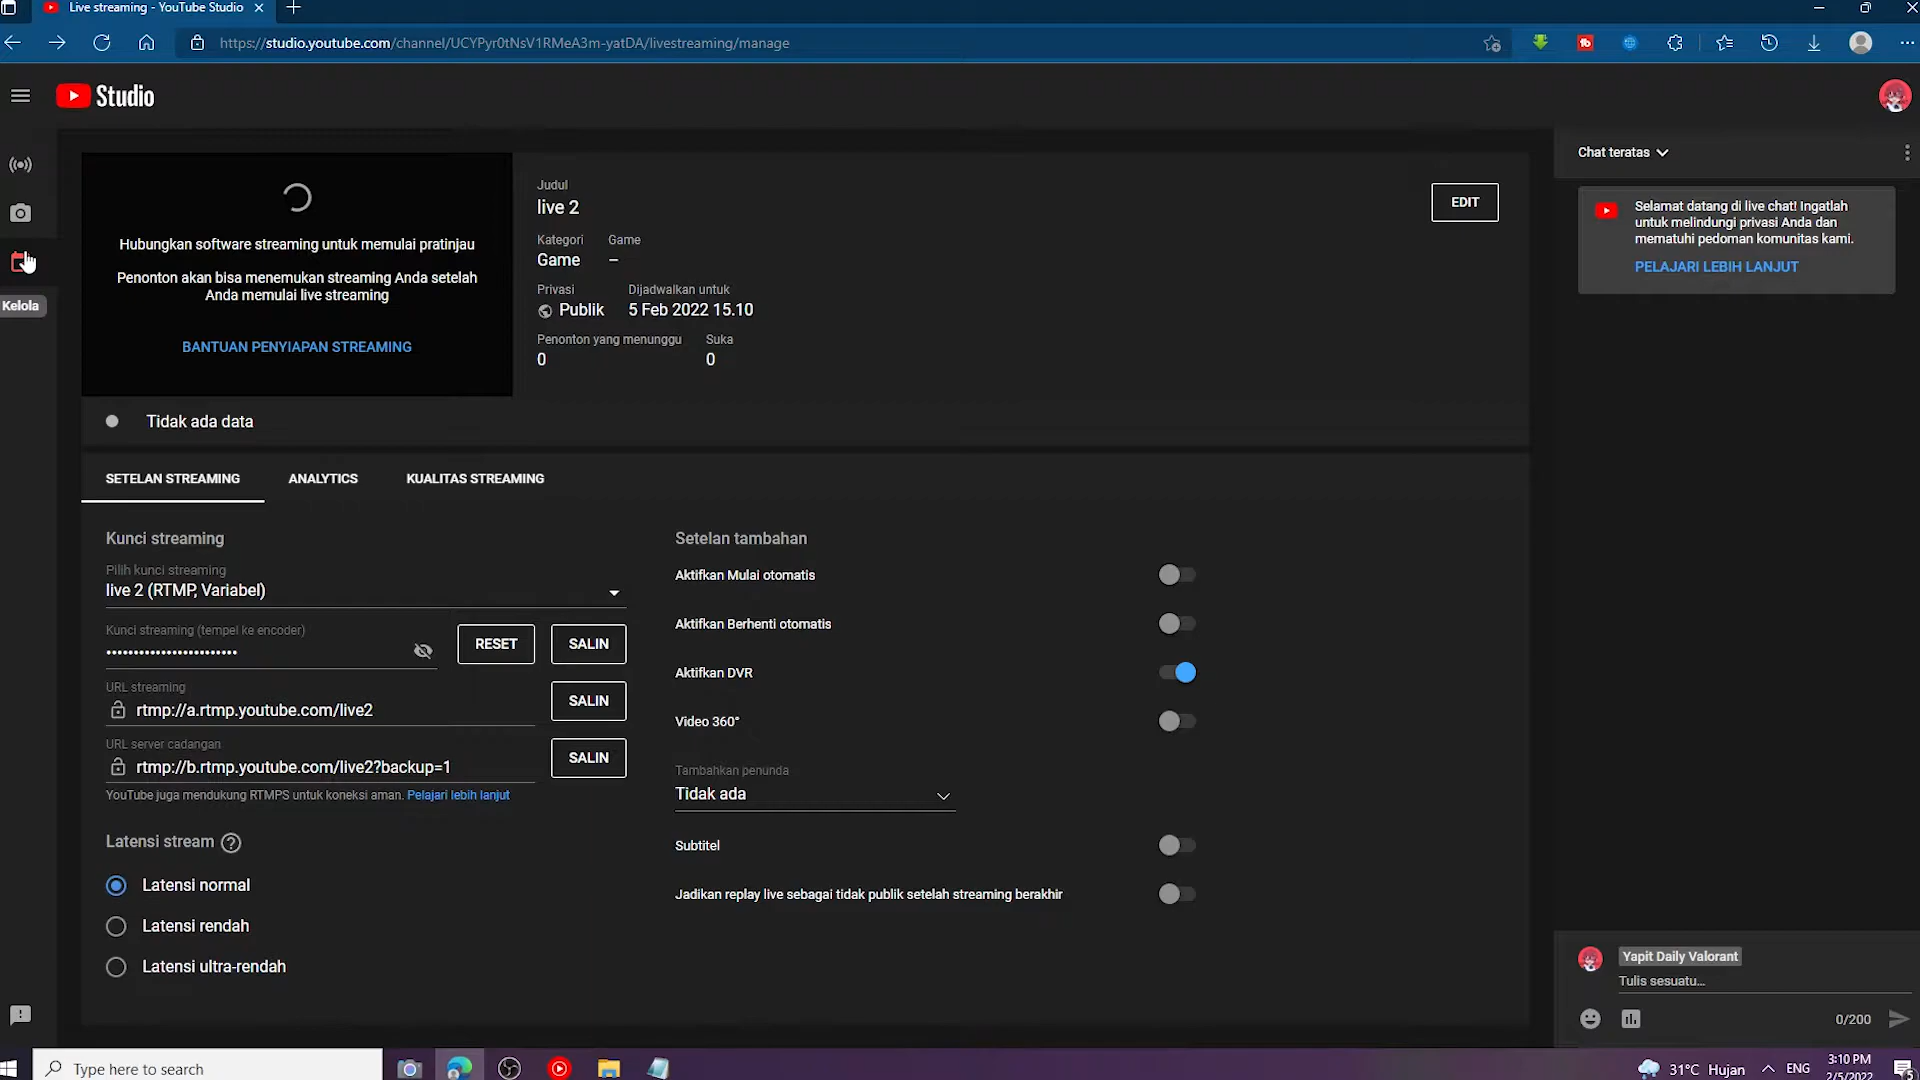 Live streaming - YouTube Studio
https://studio.youtube.com/channel/UCYPyr0tNsV1RMeA3m-yatDA/livestreaming/manage
Studio
Kelola
Hubungkan software streaming untuk memulai pratinjau
Penonton akan bisa menemukan streaming Anda setelah
Anda memulai live streaming
BANTUAN PENYIAPAN STREAMING
Judul
live 2
EDIT
Kategori Game
Game –
Privasi Dijadwalkan untuk
Publik 5 Feb 2022 15.10
Penonton yang menunggu Suka
0 0
Tidak ada data
SETELAN STREAMING ANALYTICS KUALITAS STREAMING
Kunci streaming
Pilih kunci streaming
live 2 (RTMP, Variabel)
Kunci streaming (tempel ke encoder)
••••••••••••••••••••••••
RESET SALIN
URL streaming
rtmp://a.rtmp.youtube.com/live2
SALIN
URL server cadangan
rtmp://b.rtmp.youtube.com/live2?backup=1
SALIN
YouTube juga mendukung RTMPS untuk koneksi aman. Pelajari lebih lanjut
Latensi stream
Latensi normal
Latensi rendah
Latensi ultra-rendah
Setelan tambahan
Aktifkan Mulai otomatis
Aktifkan Berhenti otomatis
Aktifkan DVR
Video 360°
Tambahkan penunda
Tidak ada
Subtitel
Jadikan replay live sebagai tidak publik setelah streaming berakhir
Chat teratas
Selamat datang di live chat! Ingatlah
untuk melindungi privasi Anda dan
mematuhi pedoman komunitas kami.
PELAJARI LEBIH LANJUT
Yapit Daily Valorant
Tulis sesuatu...
0/200
Type here to search
31°C Hujan
ENG
3:10 PM
2/5/2022
5